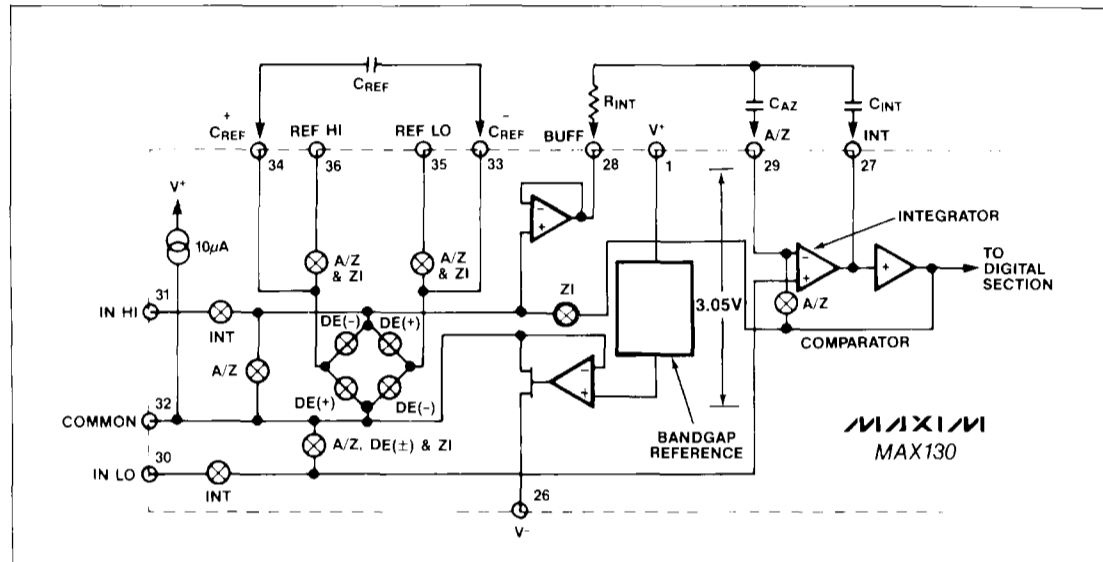 CREF
RINT
CAZ
CINT
+
CREF
REF HI
REF LO
CREF
-
BUFF
V+
A/Z
INT
34
36
35
33
28
1
29
27
V+
10µA
A/Z
& ZI
A/Z
& ZI
-
+
INTEGRATOR
-
+
+
TO
DIGITAL
SECTION
31
IN HI
INT
ZI
3.05V
A/Z
COMPARATOR
DE(-)
DE(+)
A/Z
DE(+)
DE(-)
-
+
32
COMMON
A/Z, DE(±) & ZI
BANDGAP
REFERENCE
MAXIM
MAX130
30
IN LO
INT
26
V-